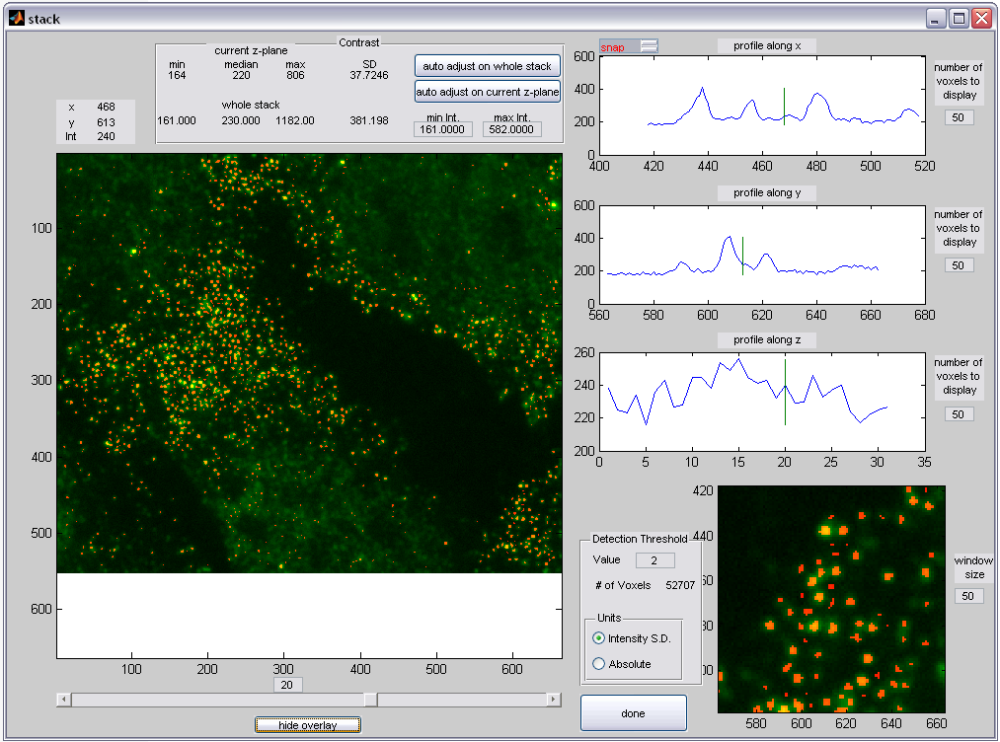 stack
Contrast
current z-plane
min median max SD
164 220 806 37.7246
whole stack
161.000 230.000 1182.00 381.198
auto adjust on whole stack
auto adjust on current z-plane
min Int. max Int.
161.0000 582.0000
x 468
y 613
Int 240
100
200
300
400
500
600
100 200 300 400 500 600
20
hide overlay
snap
profile along x
600
400
200
0
400 420 440 460 480 500 520
number of
voxels to
display
50
profile along y
600
400
200
0
560 580 600 620 640 660 680
number of
voxels to
display
50
profile along z
260
240
220
200
0 5 10 15 20 25 30 35
number of
voxels to
display
50
Detection Threshold
Value 2
# of Voxels 52707
Units
Intensity S.D.
Absolute
done
420
440
60
80
00
580 600 620 640 660
window
size
50